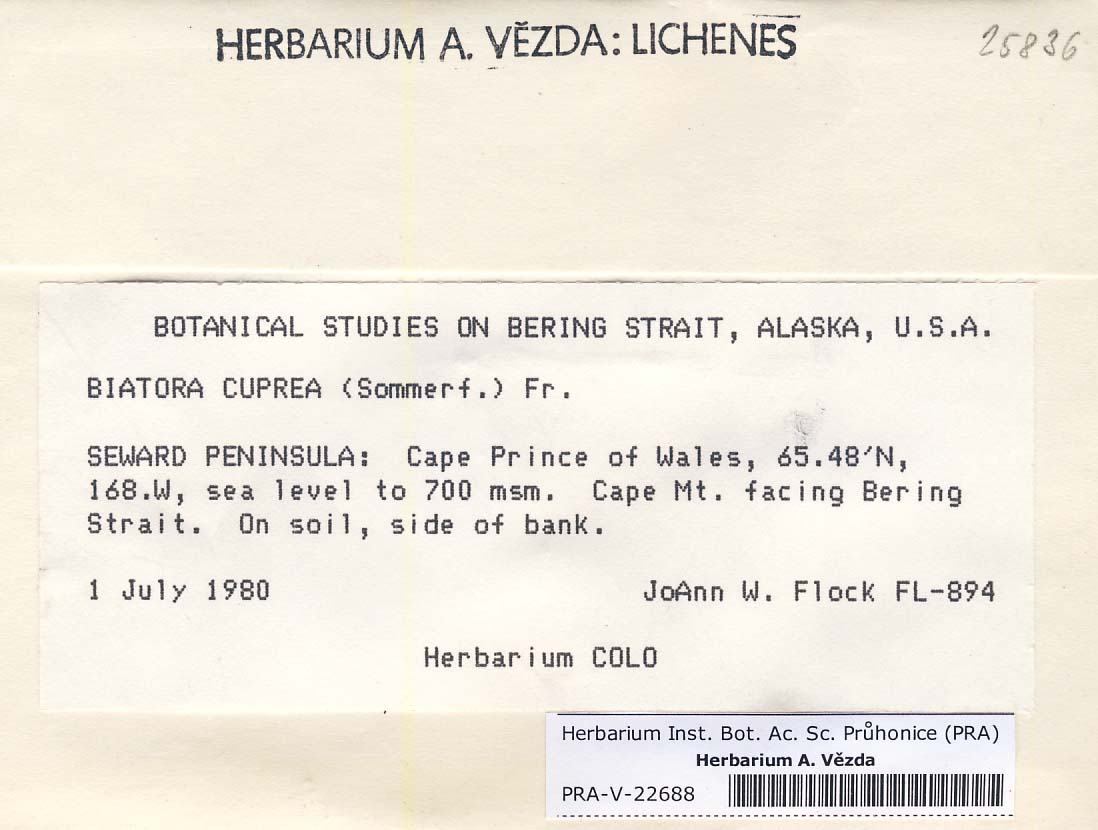 HERBARIUM A. VĚZDA: LICHENES
25836
BOTANICAL STUDIES ON BERING STRAIT, ALASKA, U.S.A.
BIATORA CUPREA (Sommerf.) Fr.
SEWARD PENINSULA: Cape Prince of Wales, 65.48'N,
168.W, sea level to 700 msm. Cape Mt. facing Bering
Strait. On soil, side of bank.
1 July 1980 JoAnn W. Flock FL-894
Herbarium COLO
Herbarium Inst. Bot. Ac. Sc. Průhonice (PRA)
Herbarium A. Vězda
PRA-V-22688